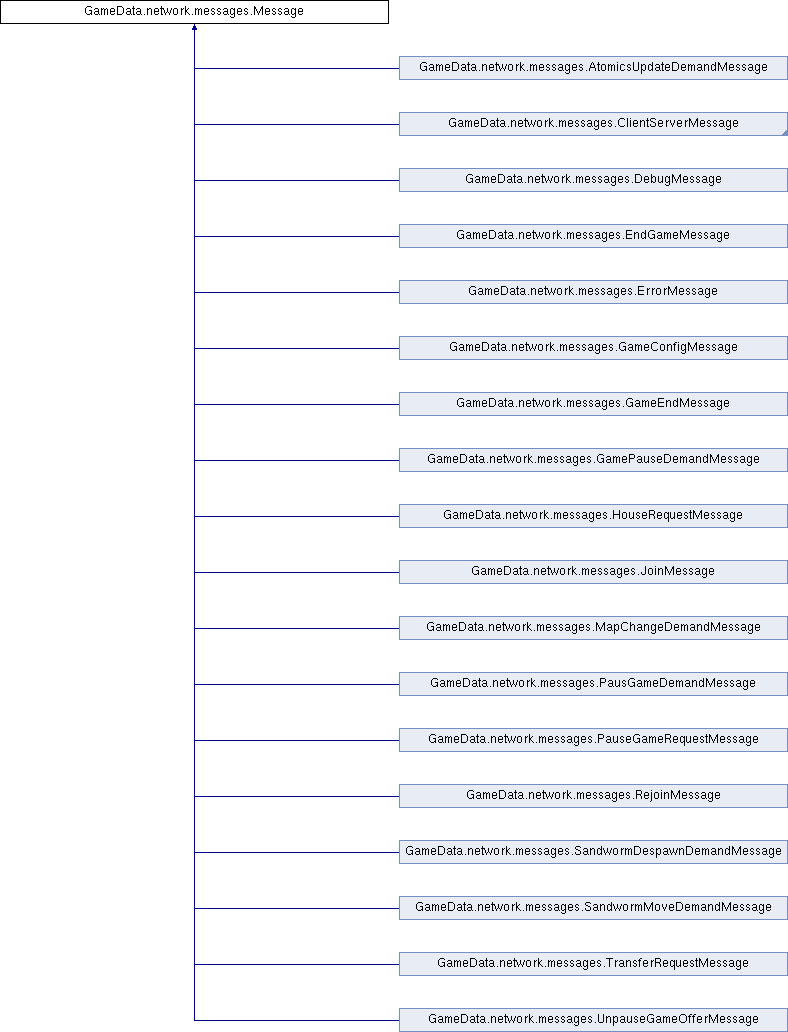 GameData.network.messages.Message
GameData.network.messages.AtomicsUpdateDemandMessage
GameData.network.messages.ClientServerMessage
GameData.network.messages.DebugMessage
GameData.network.messages.EndGameMessage
GameData.network.messages.ErrorMessage
GameData.network.messages.GameConfigMessage
GameData.network.messages.GameEndMessage
GameData.network.messages.GamePauseDemandMessage
GameData.network.messages.HouseRequestMessage
GameData.network.messages.JoinMessage
GameData.network.messages.MapChangeDemandMessage
GameData.network.messages.PausGameDemandMessage
GameData.network.messages.PauseGameRequestMessage
GameData.network.messages.RejoinMessage
GameData.network.messages.SandwormDespawnDemandMessage
GameData.network.messages.SandwormMoveDemandMessage
GameData.network.messages.TransferRequestMessage
GameData.network.messages.UnpauseGameOfferMessage